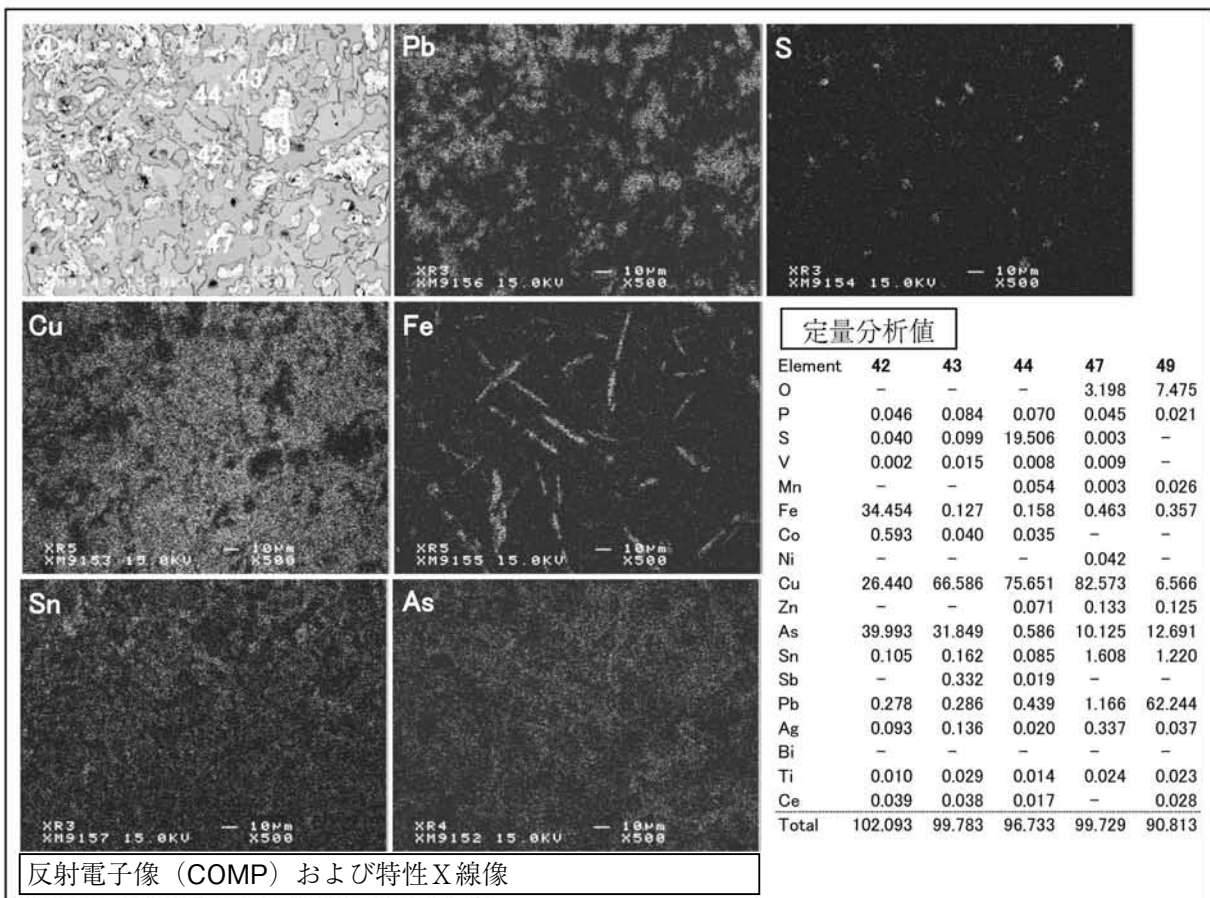 ④
43
44
49
42
47
15.0KV 10μm
X500
Pb
XR3 10μm
XM9156 15.0KV X500
S
XR3 10μm
XM9154 15.0KV X500
Cu
XR5 10μm
XM9153 15.0KV X500
Fe
XR5 10μm
XM9155 15.0KV X500
Sn
XR3 10μm
XM9157 15.0KV X500
As
XR4 10μm
XM9152 15.0KV X500
定量分析値
Element 42 43 44 47 49
O - - - 3.198 7.475
P 0.046 0.084 0.070 0.045 0.021
S 0.040 0.099 19.506 0.003 -
V 0.002 0.015 0.008 0.009 -
Mn - - 0.054 0.003 0.026
Fe 34.454 0.127 0.158 0.463 0.357
Co 0.593 0.040 0.035 - -
Ni - - - 0.042 -
Cu 26.440 66.586 75.651 82.573 6.566
Zn - - 0.071 0.133 0.125
As 39.993 31.849 0.586 10.125 12.691
Sn 0.105 0.162 0.085 1.608 1.220
Sb - 0.332 0.019 - -
Pb 0.278 0.286 0.439 1.166 62.244
Ag 0.093 0.136 0.020 0.337 0.037
Bi - - - - -
Ti 0.010 0.029 0.014 0.024 0.023
Ce 0.039 0.038 0.017 - 0.028
Total 102.093 99.783 96.733 99.729 90.813
反射電子像（COMP）および特性X線像